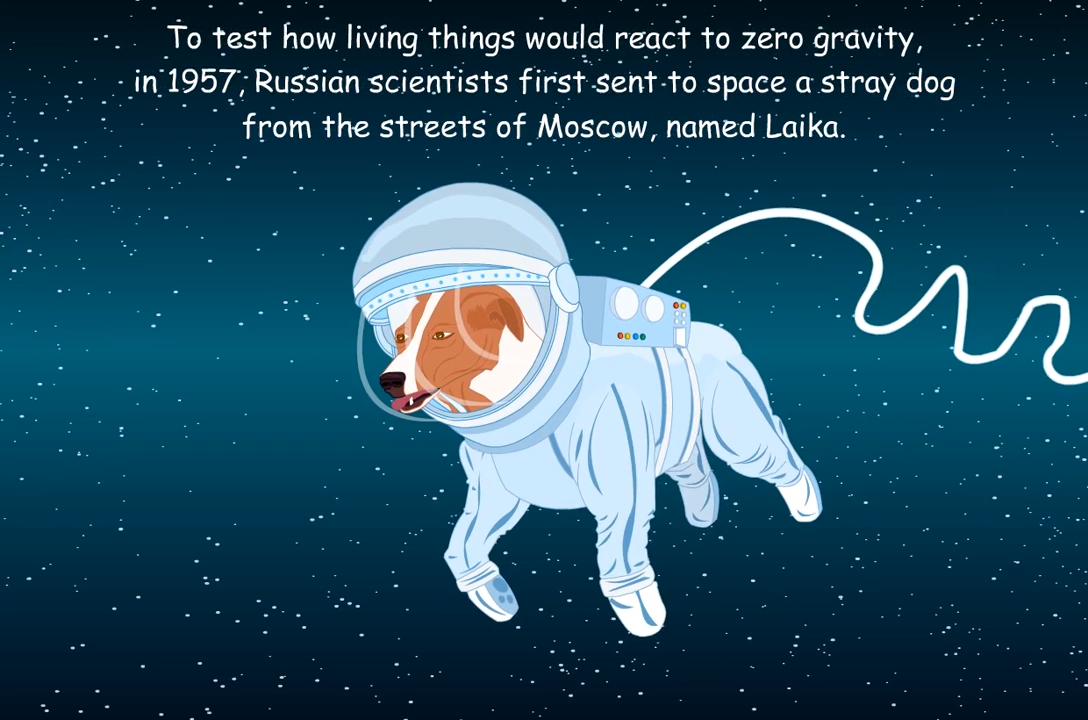 To test how living things would react to zero gravity,
in 1957, Russian scientists first sent to space a stray dog
from the streets of Moscow, named Laika.